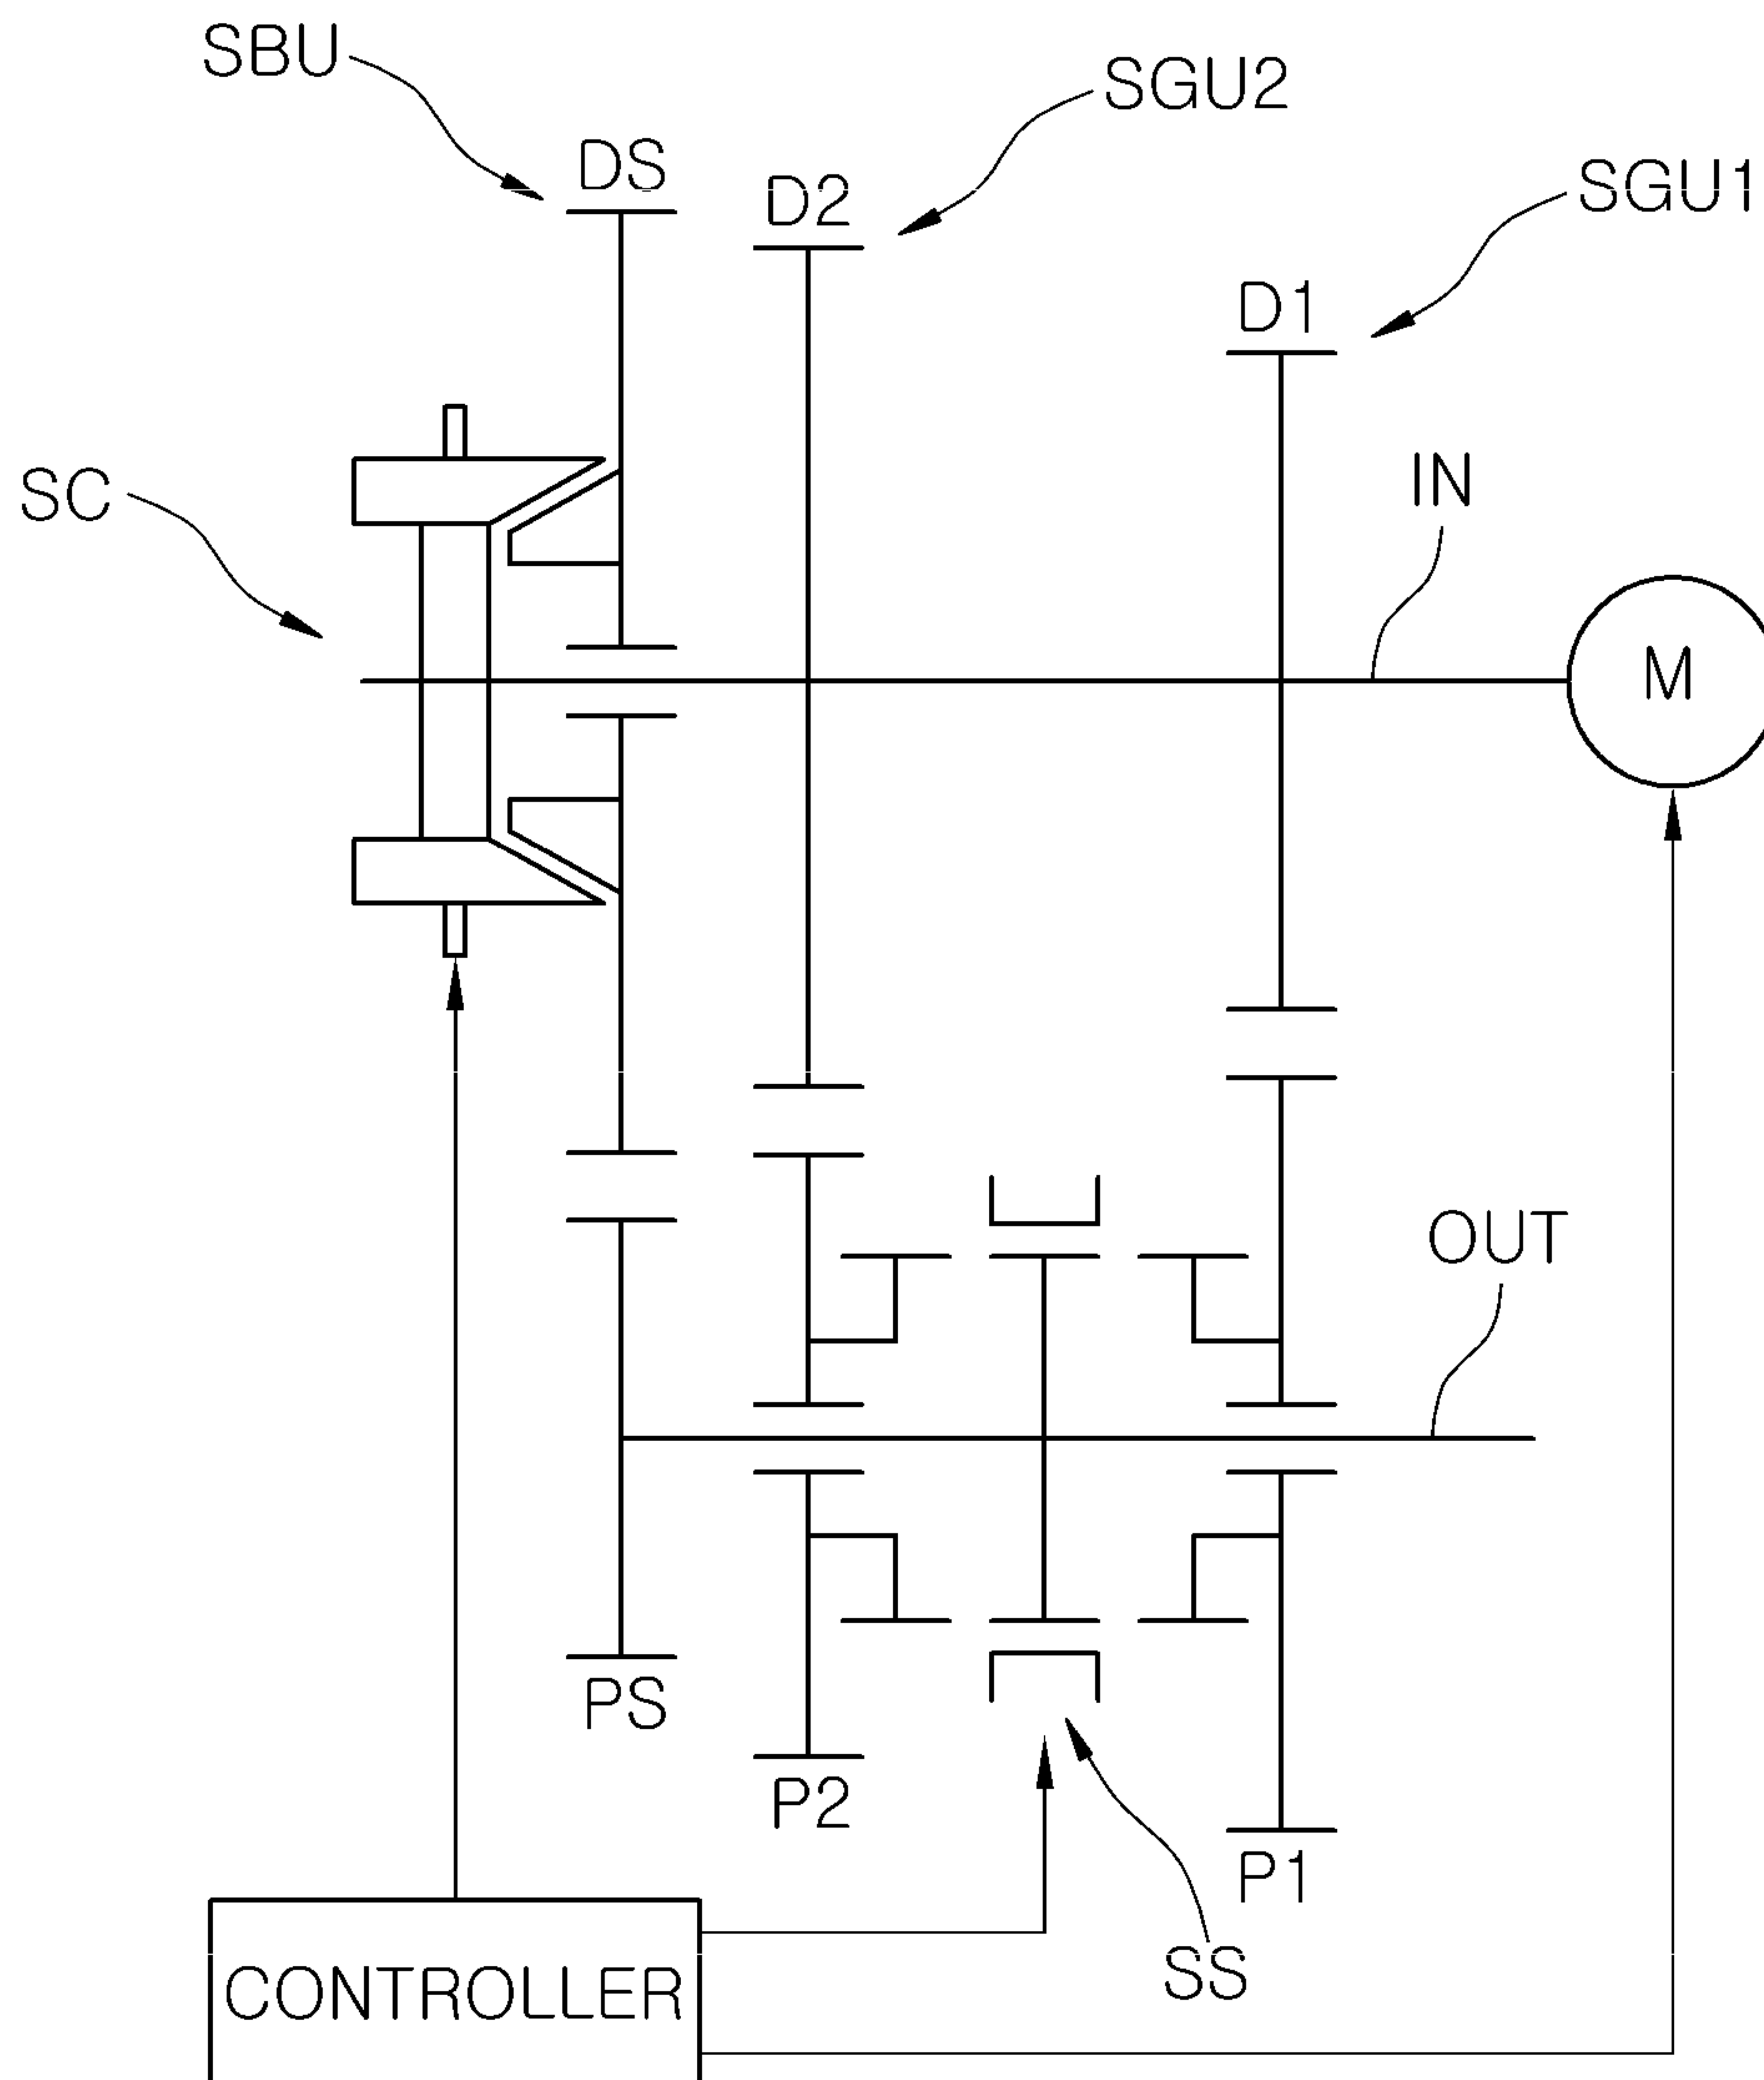 SBU
SGU2
DS
SGU1
D2
D1
IN
SC
M
OUT
PS
P2
P1
SS
CONTROLLER